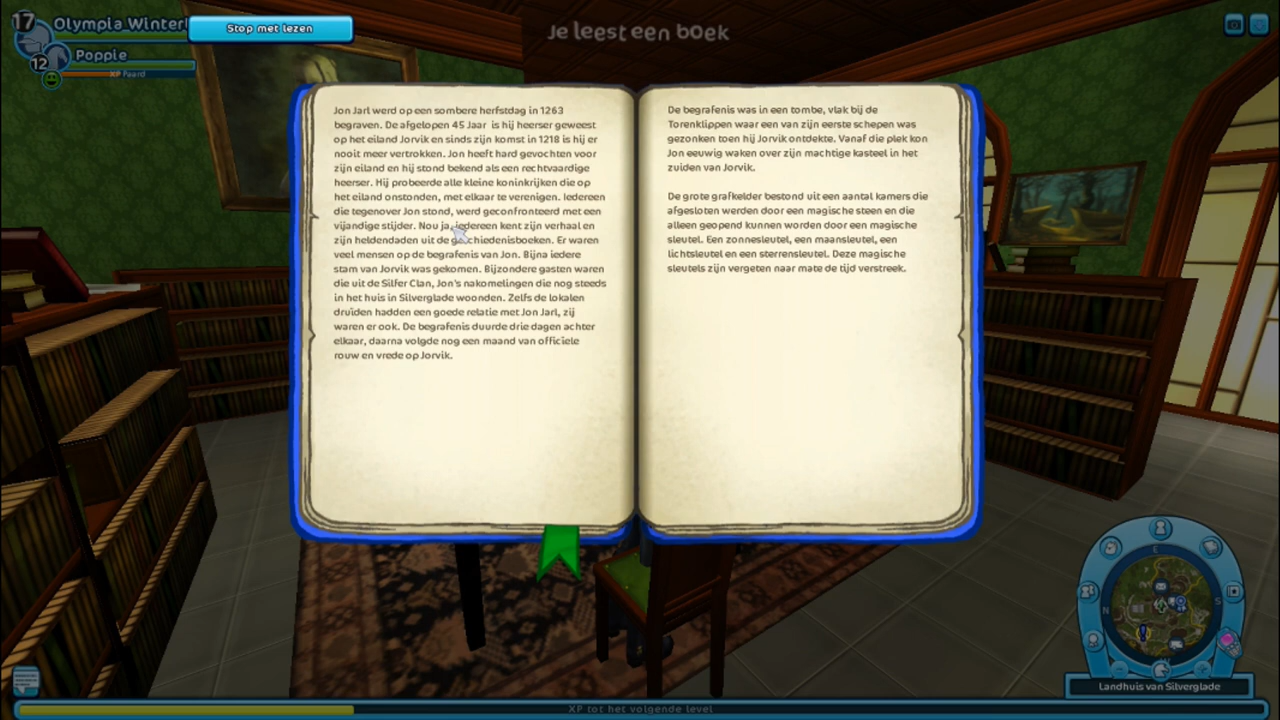 17
Olympia_Winterl
Stop met lezen
Je leest een boek
12
Poppie
XP Paard
Jon Jarl werd op een sombere herfstdag in 1263
begraven. De afgelopen 45 Jaar is hij heerser geweest
op het eiland Jorvik en sinds zijn komst in 1218 is hij er
nooit meer vertrokken. Jon heeft hard gevochten voor
zijn eiland en hij stond bekend als een rechtvaardige
heerser. Hij probeerde alle kleine koninkrijken die op
het eiland onstonden, met elkaar te verenigen. Iedereen
die tegenover Jon stond, werd geconfronteerd met een
vijandige stijder. Nou ja, iedereen kent zijn verhaal en
zijn heldendaden uit de geschiedenisboeken. Er waren
veel mensen op de begrafenis van Jon. Bijna iedere
stam van Jorvik was gekomen. Bijzondere gasten waren
die uit de Silfer Clan, Jon's nakomelingen die nog steeds
in het huis in Silverglade woonden. Zelfs de lokalen
druïden hadden een goede relatie met Jon Jarl, zij
waren er ook. De begrafenis duurde drie dagen achter
elkaar, daarna volgde nog een maand van officiele
rouw en vrede op Jorvik.
De begrafenis was in een tombe, vlak bij de
Torenklippen waar een van zijn eerste schepen was
gezonken toen hij Jorvik ontdekte. Vanaf die plek kon
Jon eeuwig waken over zijn machtige kasteel in het
zuiden van Jorvik.
De grote grafkelder bestond uit een aantal kamers die
afgesloten werden door een magische steen en die
alleen geopend kunnen worden door een magische
sleutel. Een zonnesleutel, een maansleutel, een
lichtsleutel en een sterrensleutel. Deze magische
sleutels zijn vergeten naar mate de tijd verstreek.
E
N
S
Landhuis van Silverglade
XP tot het volgende level